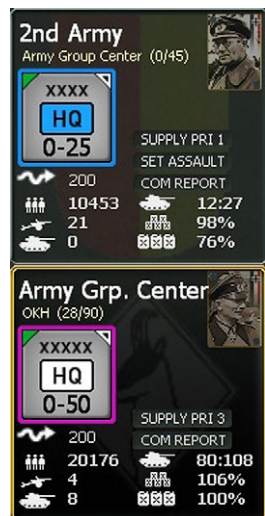 2nd Army
Army Group Center (0/45)
xxxx
HQ
0-25
SUPPLY PRI 1
SET ASSAULT
COM REPORT
200
10453 12:27
21 98%
0 76%
Army Grp. Center
OKH (28/90)
xxxxx
HQ
0-50
SUPPLY PRI 3
COM REPORT
200
20176 80:108
4 106%
8 100%